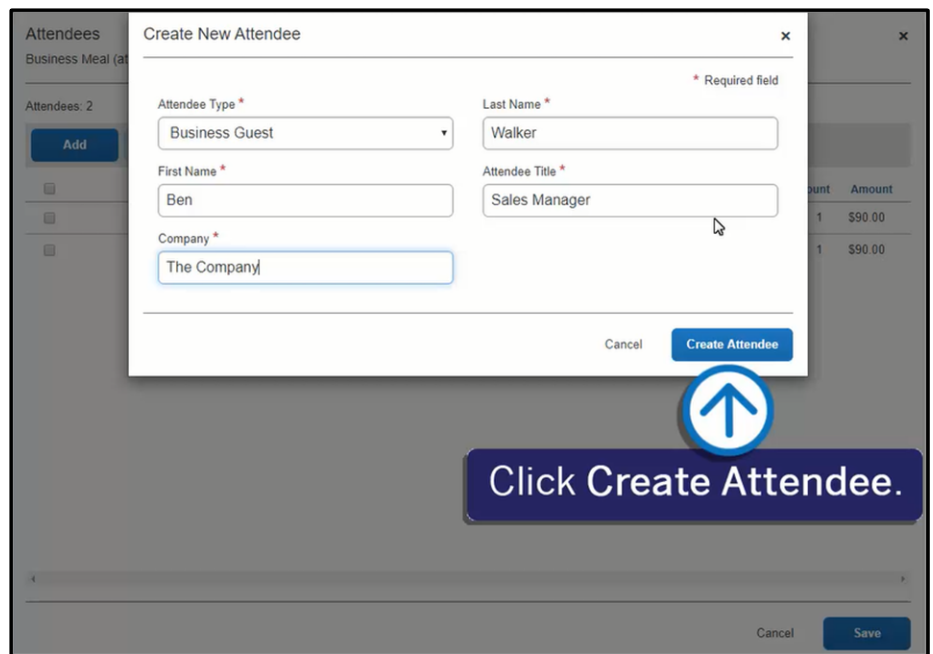 Attendees
Business Meal (at
Attendees: 2
Add
Create New Attendee
×
×
* Required field
Attendee Type *
Business Guest
Last Name *
Walker
First Name *
Ben
Attendee Title *
Sales Manager
Company *
The Company
Cancel
Create Attendee
ount Amount
1 $90.00
1 $90.00
Click Create Attendee.
Cancel
Save